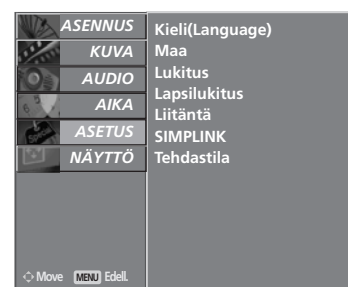 ASENNUS
KUVA
AUDIO
AIKA
ASETUS
NÄYTTÖ
Kieli(Language)
Maa
Lukitus
Lapsilukitus
Liitäntä
SIMPLINK
Tehdastila
Move MENU Edell.